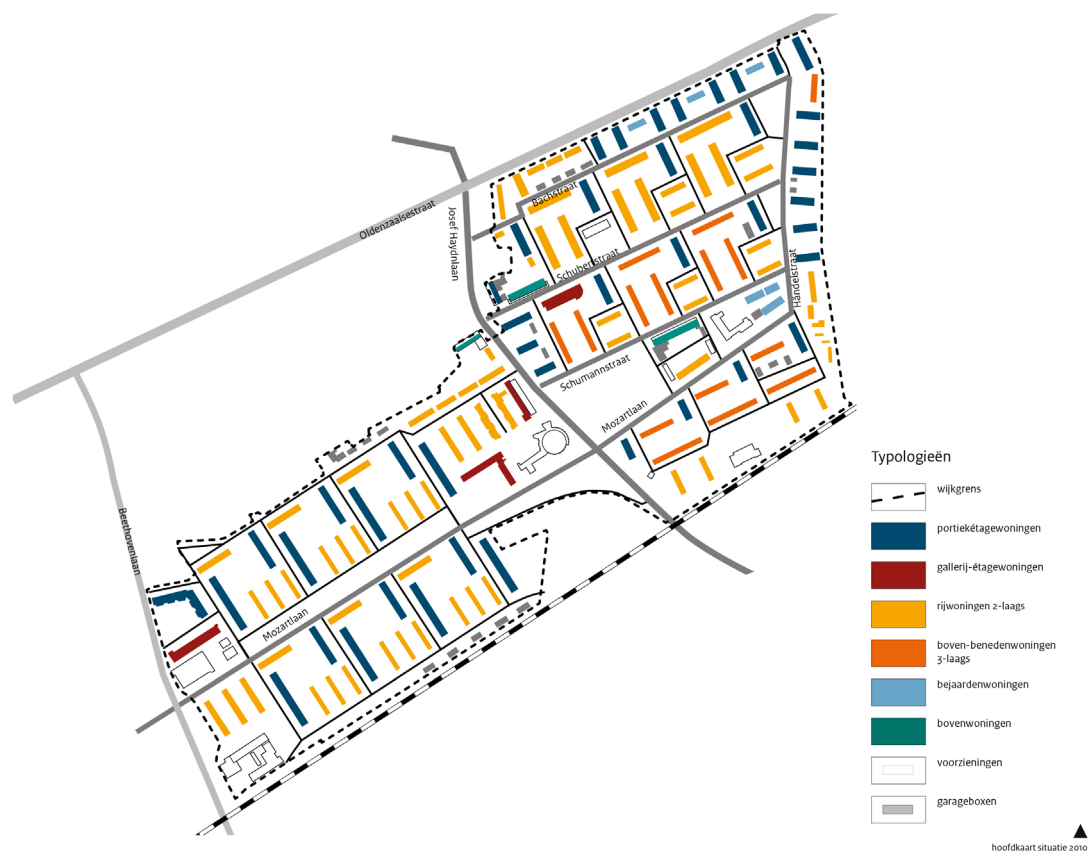 Oldenzaalsestraat
Josef Haydnlaan
Bachstraat
Schubertstraat
Händelstraat
Schumannstraat
Mozartlaan
Beethovenlaan
Mozartlaan
Typologieën
wijkgrens
portiekétagewoningen
gallerij-étagewoningen
rijwoningen 2-laags
boven-benedenwoningen
3-laags
bejaardenwoningen
bovenwoningen
voorzieningen
garageboxen
hoofdkaart situatie 2010